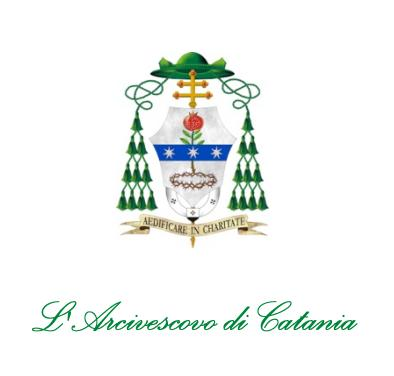 AEDIFICARE IN CHARITATE
L'Arcivescovo di Catania